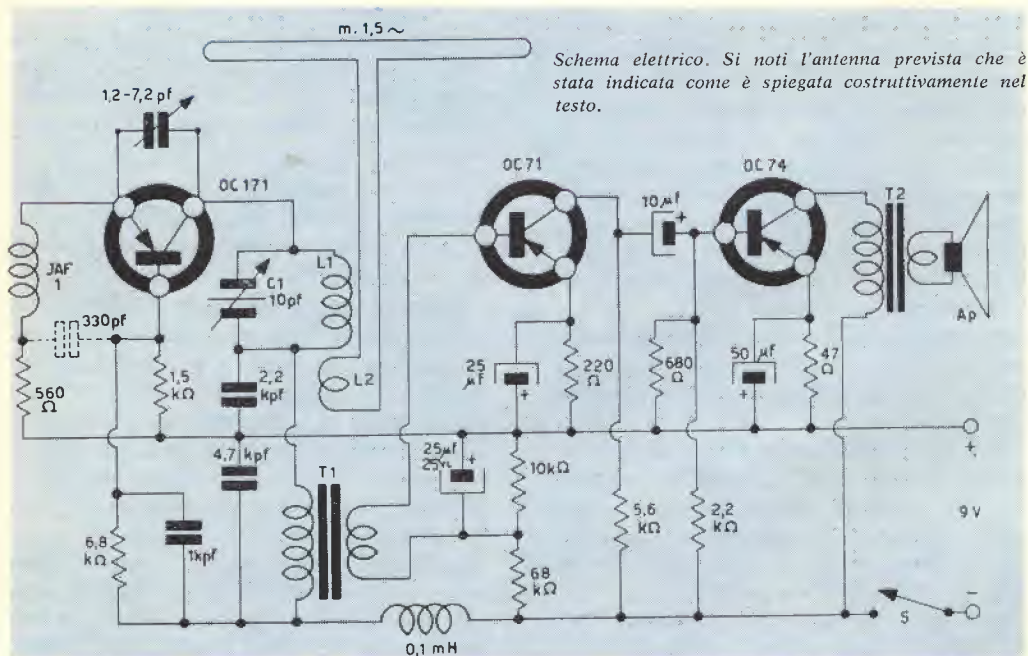 m. 1,5 ~
Schema elettrico. Si noti l'antenna prevista che è
stata indicata come è spiegata costruttivamente nel
testo.
1,2-7,2 pf
OC 171
OC 71
OC 74
T2
10 µf
+
JAF
1
C1
10pf
L1
Ap
330pf
L2
560
Ω
1,5
kΩ
2,2
kpf
25
µf
+
220
Ω
680
Ω
50 µf
+
47
Ω
4,7 kpf
T1
25µf
+
10kΩ
+
6,8
kΩ
1kpf
5,6
kΩ
2,2
kΩ
9 V
68
kΩ
S
-
0,1 mH